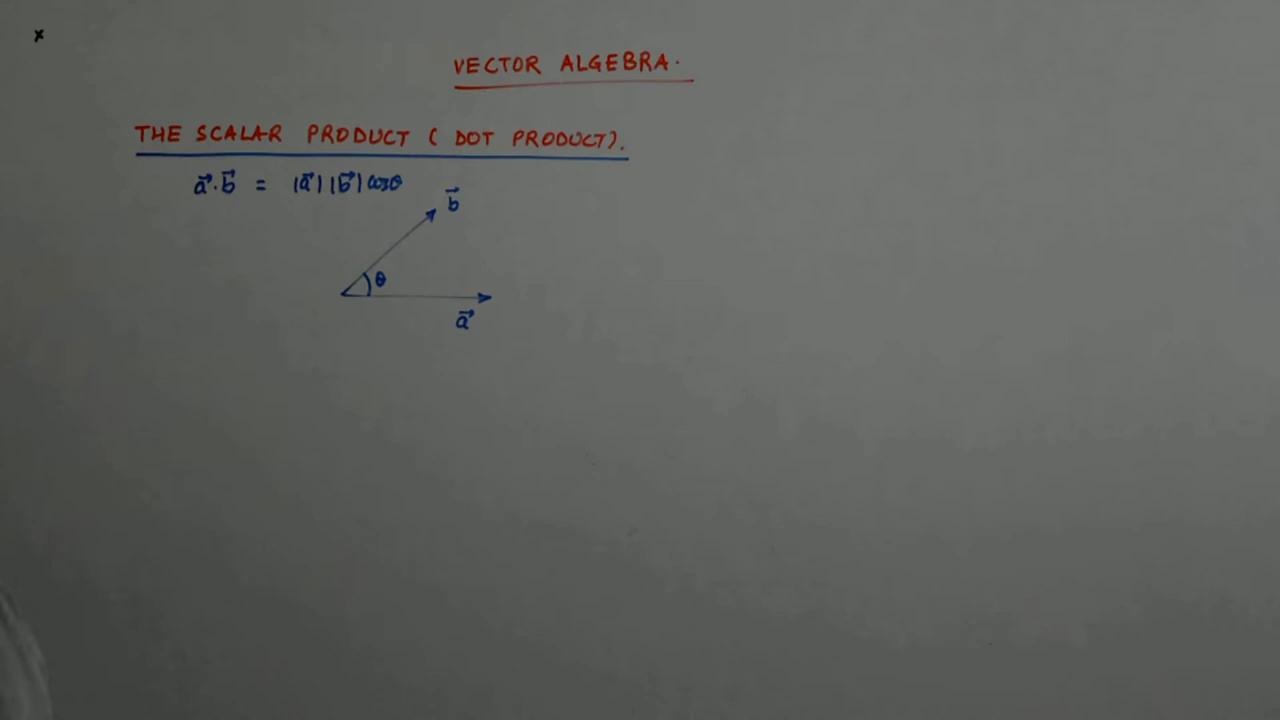 ×
VECTOR ALGEBRA.
THE SCALAR PRODUCT ( DOT PRODUCT).
a⃗.b⃗ = |a⃗| |b⃗| cosθ
b⃗
θ
a⃗